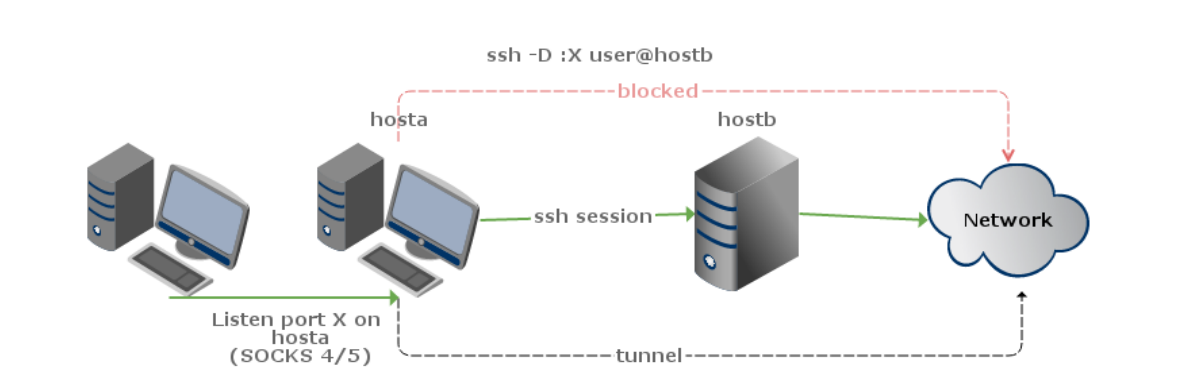 ssh -D :X user@hostb
blocked
hosta
hostb
ssh session
Network
Listen port X on
hosta
(SOCKS 4/5)
tunnel